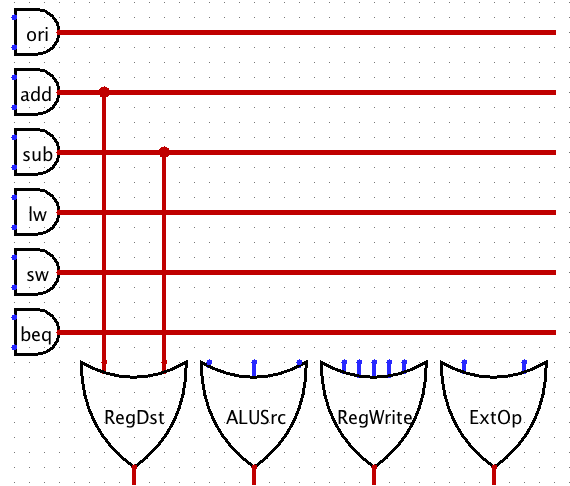 ori
add
sub
lw
sw
beq
RegDst
ALUSrc
RegWrite
ExtOp